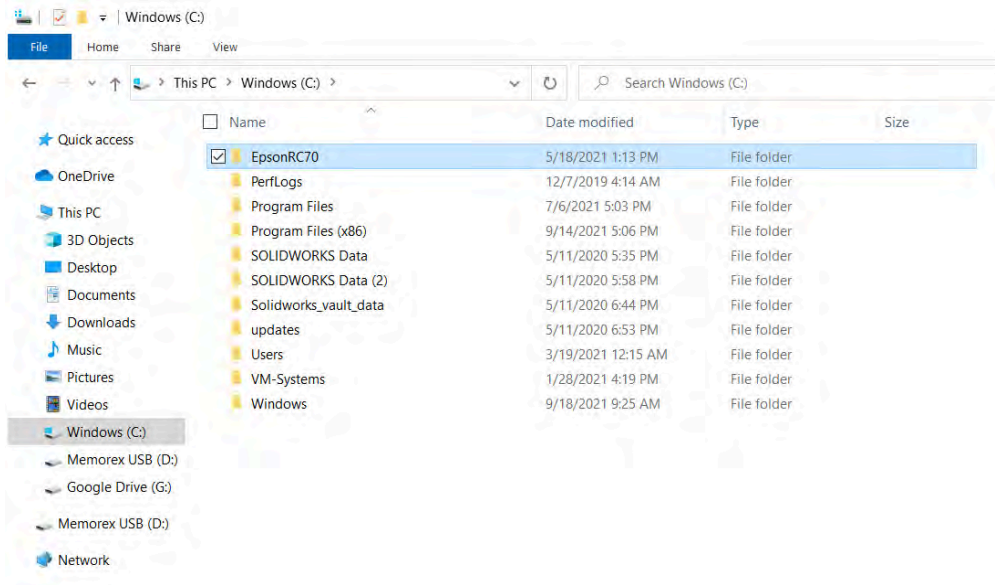 Windows (C:)
File Home Share View
This PC > Windows (C:) > Search Windows (C:)
Name Date modified Type Size
Quick access
OneDrive
This PC
3D Objects
Desktop
Documents
Downloads
Music
Pictures
Videos
Windows (C:)
Memorex USB (D:)
Google Drive (G:)
Memorex USB (D:)
Network
EpsonRC70 5/18/2021 1:13 PM File folder
PerfLogs 12/7/2019 4:14 AM File folder
Program Files 7/6/2021 5:03 PM File folder
Program Files (x86) 9/14/2021 5:06 PM File folder
SOLIDWORKS Data 5/11/2020 5:35 PM File folder
SOLIDWORKS Data (2) 5/11/2020 5:58 PM File folder
Solidworks_vault_data 5/11/2020 6:44 PM File folder
updates 5/11/2020 6:53 PM File folder
Users 3/19/2021 12:15 AM File folder
VM-Systems 1/28/2021 4:19 PM File folder
Windows 9/18/2021 9:25 AM File folder